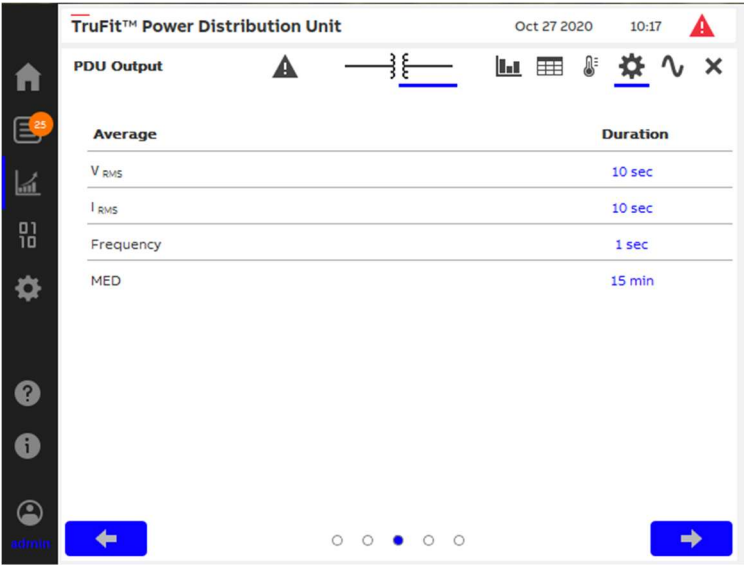 TruFit™ Power Distribution Unit
Oct 27 2020 10:17
PDU Output
25
Average Duration
V RMS 10 sec
I RMS 10 sec
Frequency 1 sec
MED 15 min
01
10
?
i
admin